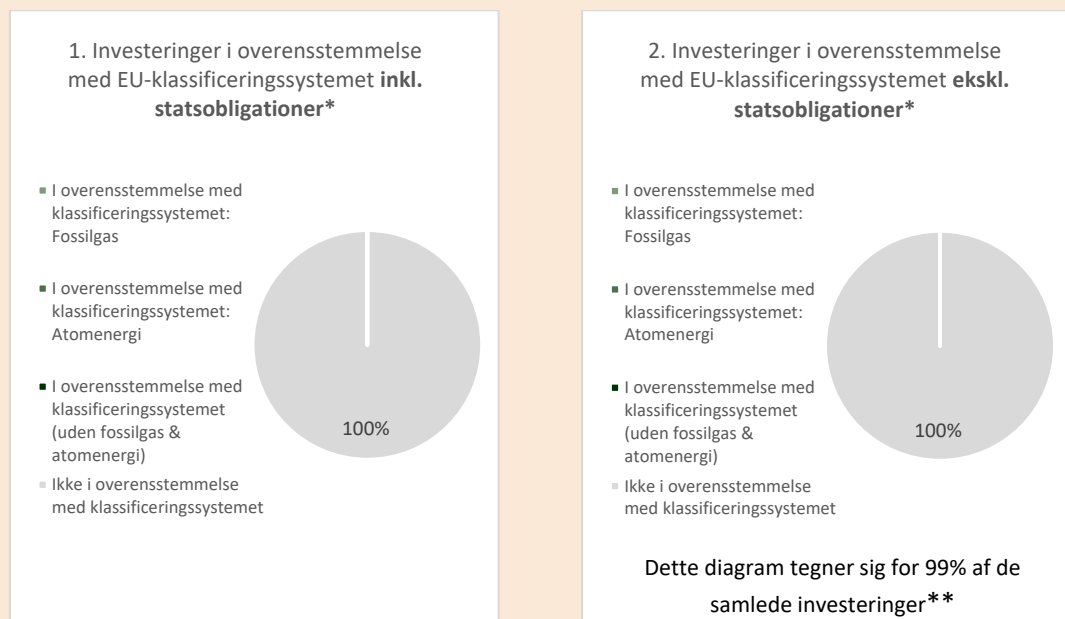 1. Investeringer i overensstemmelse
med EU-klassificeringssystemet inkl.
statsobligationer*
I overensstemmelse med
klassificeringssystemet:
Fossilgas
I overensstemmelse med
klassificeringssystemet:
Atomenergi
I overensstemmelse med
klassificeringssystemet
(uden fossilgas &
atomenergi)
Ikke i overensstemmelse
med klassificeringssystemet
100%
2. Investeringer i overensstemmelse
med EU-klassificeringssystemet ekskl.
statsobligationer*
I overensstemmelse med
klassificeringssystemet:
Fossilgas
I overensstemmelse med
klassificeringssystemet:
Atomenergi
I overensstemmelse med
klassificeringssystemet
(uden fossilgas &
atomenergi)
Ikke i overensstemmelse
med klassificeringssystemet
100%
Dette diagram tegner sig for 99% af de
samlede investeringer**